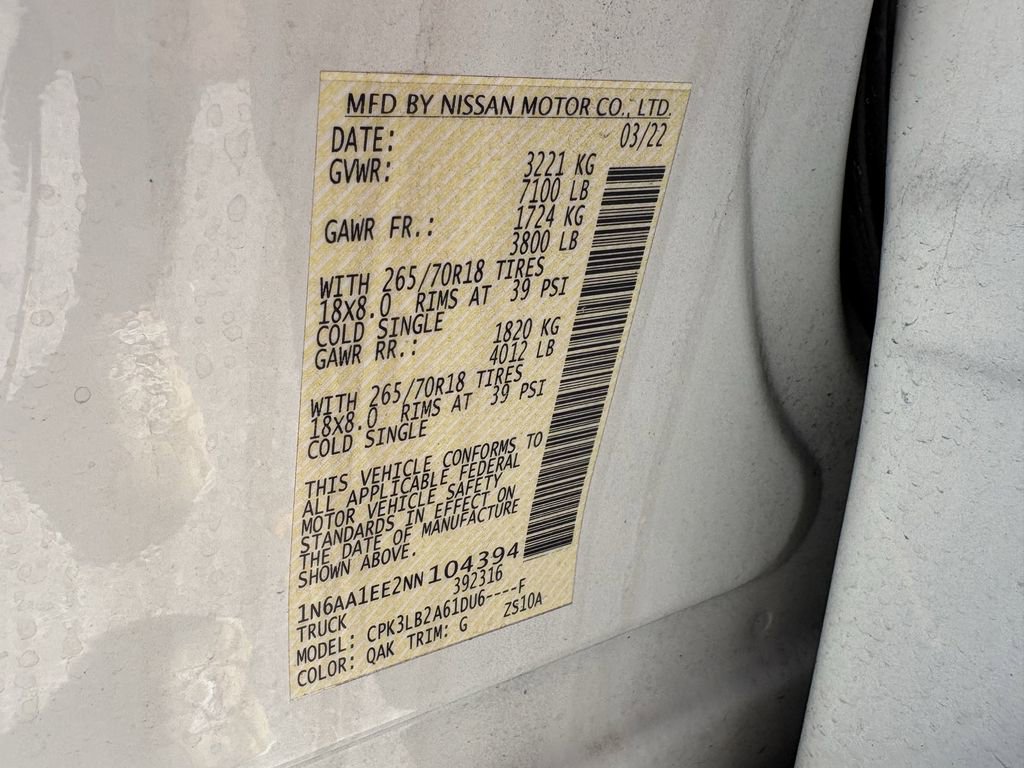 MFD BY NISSAN MOTOR CO., LTD.
DATE: 03/22
GVWR: 3221 KG
7100 LB
GAWR FR.: 1724 KG
3800 LB
WITH 265/70R18 TIRES
18X8.0 RIMS AT 39 PSI
COLD SINGLE
GAWR RR.: 1820 KG
4012 LB
WITH 265/70R18 TIRES
18X8.0 RIMS AT 39 PSI
COLD SINGLE
THIS VEHICLE CONFORMS TO
ALL APPLICABLE FEDERAL
MOTOR VEHICLE SAFETY
STANDARDS IN EFFECT ON
THE DATE OF MANUFACTURE
SHOWN ABOVE.
1N6AA1EE2NN104394
TRUCK 392316
MODEL: CPK3LB2A61DU6----F
COLOR: QAK TRIM: G ZS10A